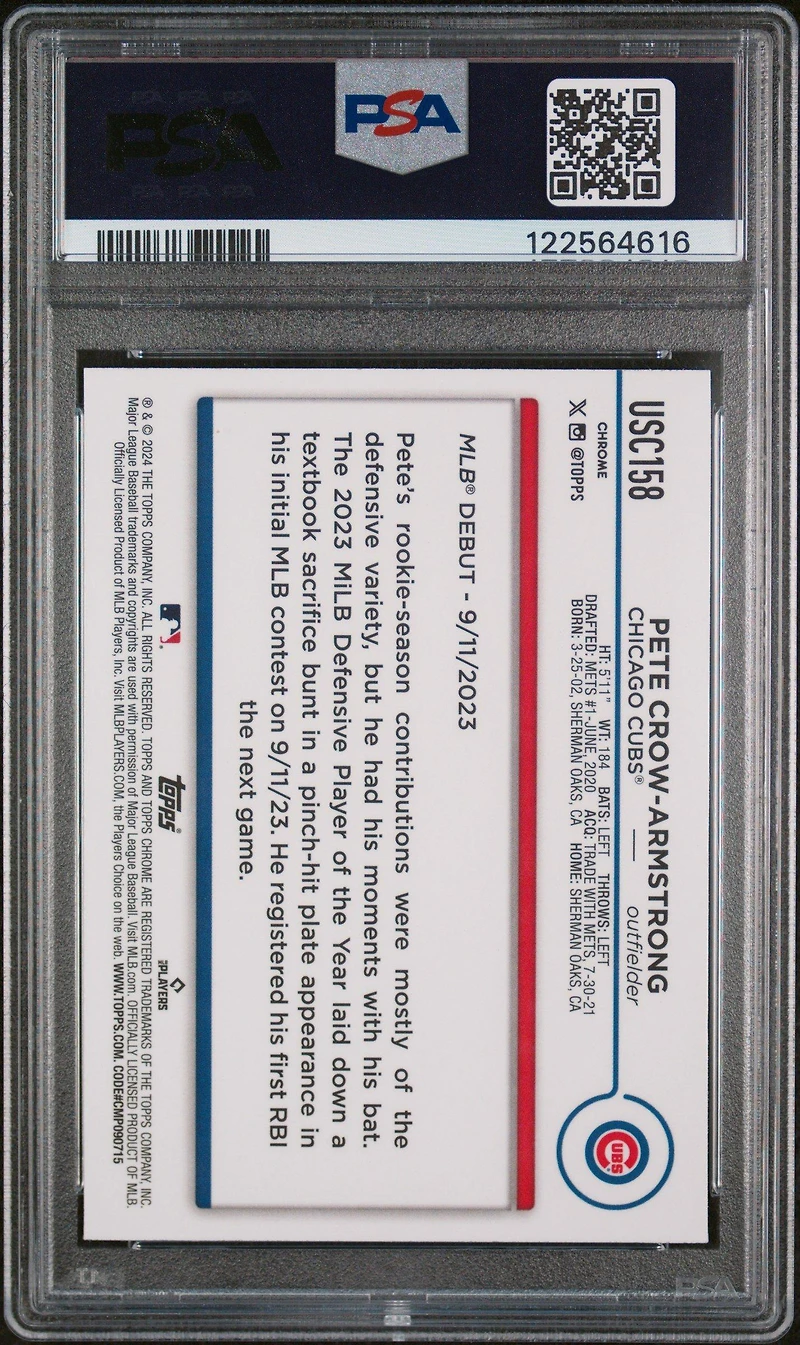 PSA
PSA
122564616
USC158
CHROME
@TOPPS
PETE CROW-ARMSTRONG
CHICAGO CUBS® — outfielder
HT: 5'11" WT: 184 BATS: LEFT THROWS: LEFT
DRAFTED: METS #1-JUNE, 2020 ACQ: TRADE WITH METS, 7-30-21
BORN: 3-25-02, SHERMAN OAKS, CA HOME: SHERMAN OAKS, CA
CUBS
MLB® DEBUT - 9/11/2023
Pete's rookie-season contributions were mostly of the
defensive variety, but he had his moments with his bat.
The 2023 MiLB Defensive Player of the Year laid down a
textbook sacrifice bunt in a pinch-hit plate appearance in
his initial MLB contest on 9/11/23. He registered his first RBI
the next game.
topps®
MLB PLAYERS
® & © 2024 THE TOPPS COMPANY, INC. ALL RIGHTS RESERVED. TOPPS AND TOPPS CHROME ARE REGISTERED TRADEMARKS OF THE TOPPS COMPANY, INC.
Major League Baseball trademarks and copyrights are used with permission of Major League Baseball. Visit MLB.com. OFFICIALLY LICENSED PRODUCT OF MLB.
Officially Licensed Product of MLB Players, Inc. Visit MLBPLAYERS.COM, the Players Choice on the web. WWW.TOPPS.COM. CODE#CMP090715
PSA